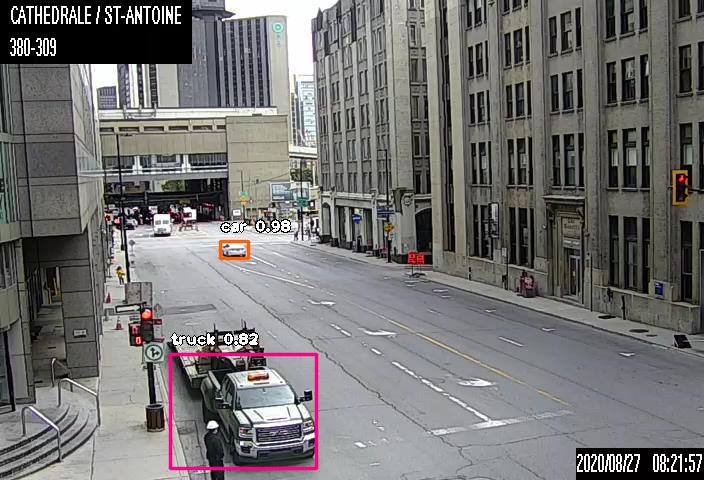 CATHEDRALE / ST-ANTOINE
380-309
car 0.98
truck 0.82
2020/08/27 08:21:57